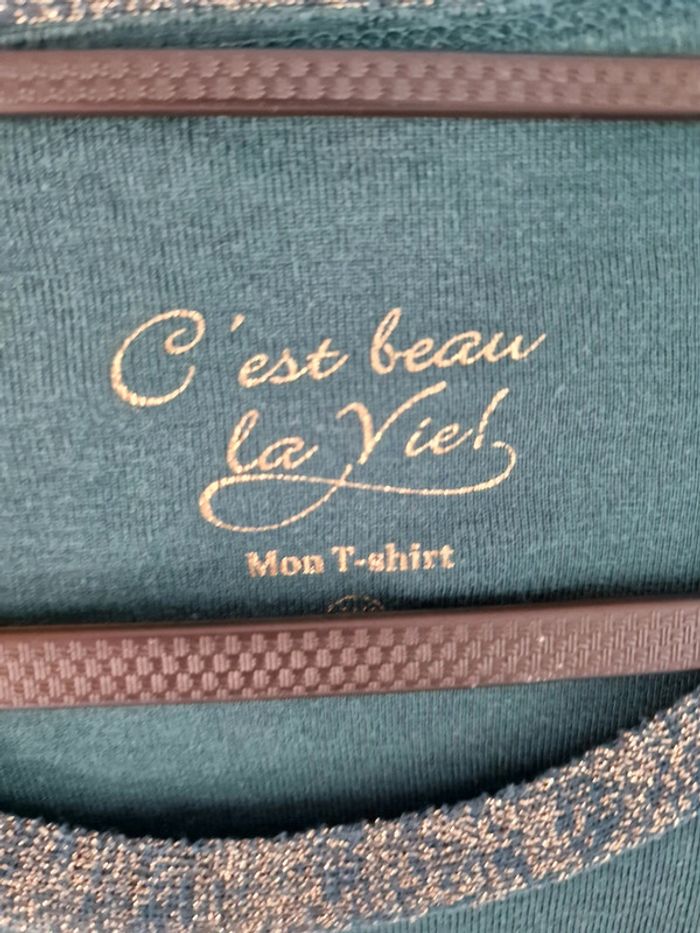 C'est beau
la Vie!
Mon T-shirt